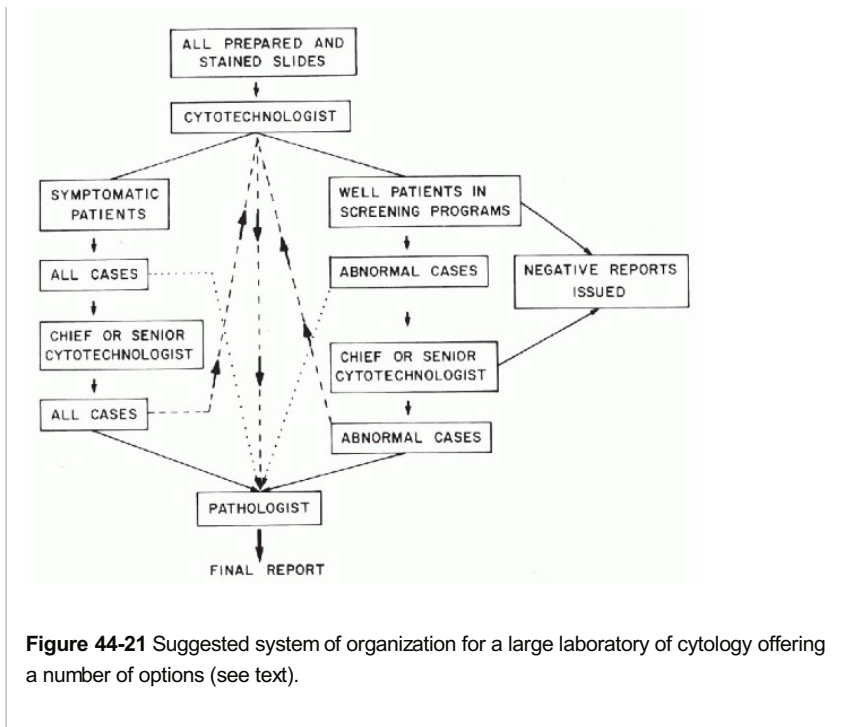 ALL PREPARED AND
STAINED SLIDES
CYTOTECHNOLOGIST
SYMPTOMATIC
PATIENTS
WELL PATIENTS IN
SCREENING PROGRAMS
ALL CASES
ABNORMAL CASES
NEGATIVE REPORTS
ISSUED
CHIEF OR SENIOR
CYTOTECHNOLOGIST
CHIEF OR SENIOR
CYTOTECHNOLOGIST
ALL CASES
ABNORMAL CASES
PATHOLOGIST
FINAL REPORT
Figure 44-21 Suggested system of organization for a large laboratory of cytology offering
a number of options (see text).